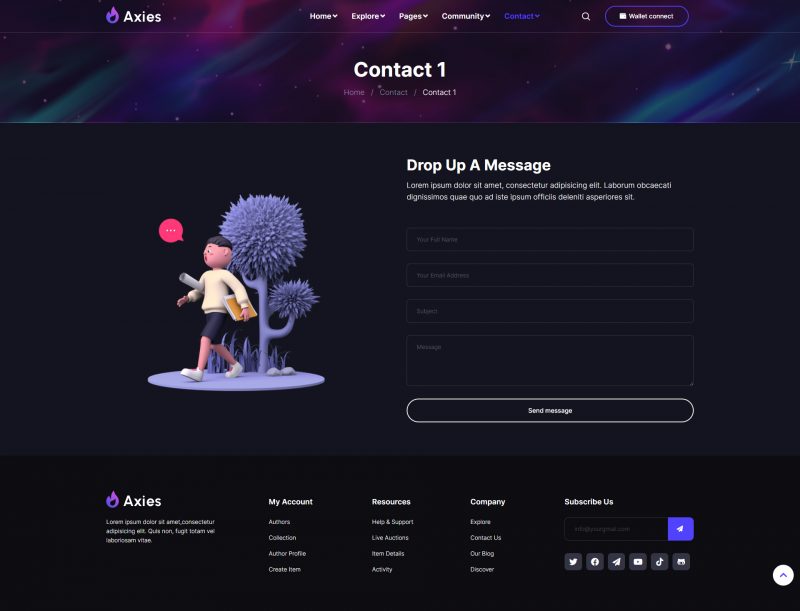 Axies
Home Explore Pages Community Contact
Wallet connect
Contact 1
Home / Contact / Contact 1
Drop Up A Message
Lorem ipsum dolor sit amet, consectetur adipisicing elit. Laborum obcaecati
dignissimos quae quo ad iste ipsum officiis deleniti asperiores sit.
Your Full Name
Your Email Address
Subject
Message
Send message
Axies
Lorem ipsum dolor sit amet,consectetur
adipisicing elit. Quis non, fugit totam vel
laboriosam vitae.
My Account
Authors
Collection
Author Profile
Create Item
Resources
Help & Support
Live Auctions
Item Details
Activity
Company
Explore
Contact Us
Our Blog
Discover
Subscribe Us
info@yourgmail.com